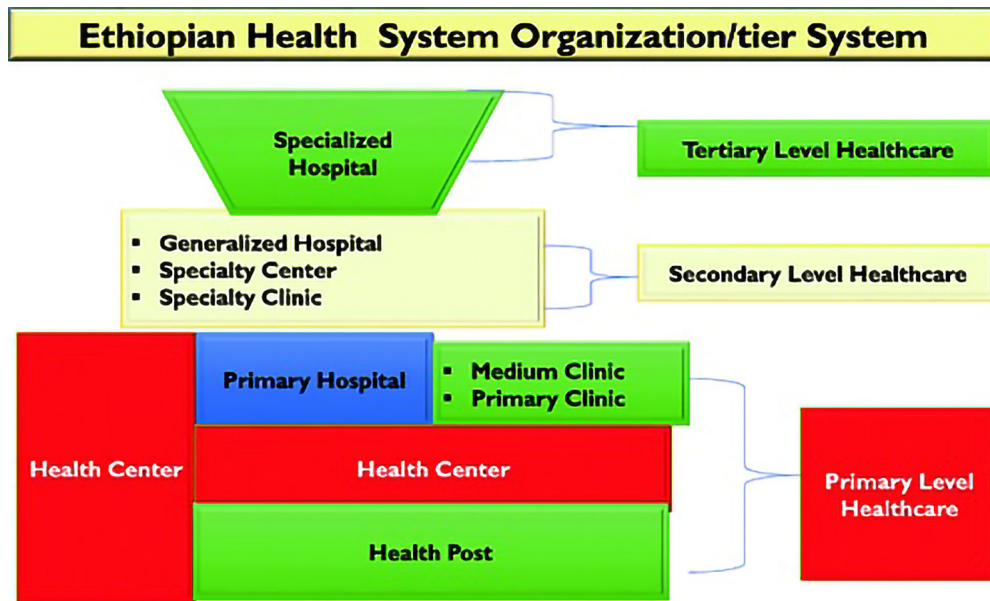 Ethiopian Health System Organization/tier System
Specialized
Hospital
Tertiary Level Healthcare
▪ Generalized Hospital
▪ Specialty Center
▪ Specialty Clinic
Secondary Level Healthcare
Health Center
Primary Hospital
▪ Medium Clinic
▪ Primary Clinic
Health Center
Health Post
Primary Level
Healthcare